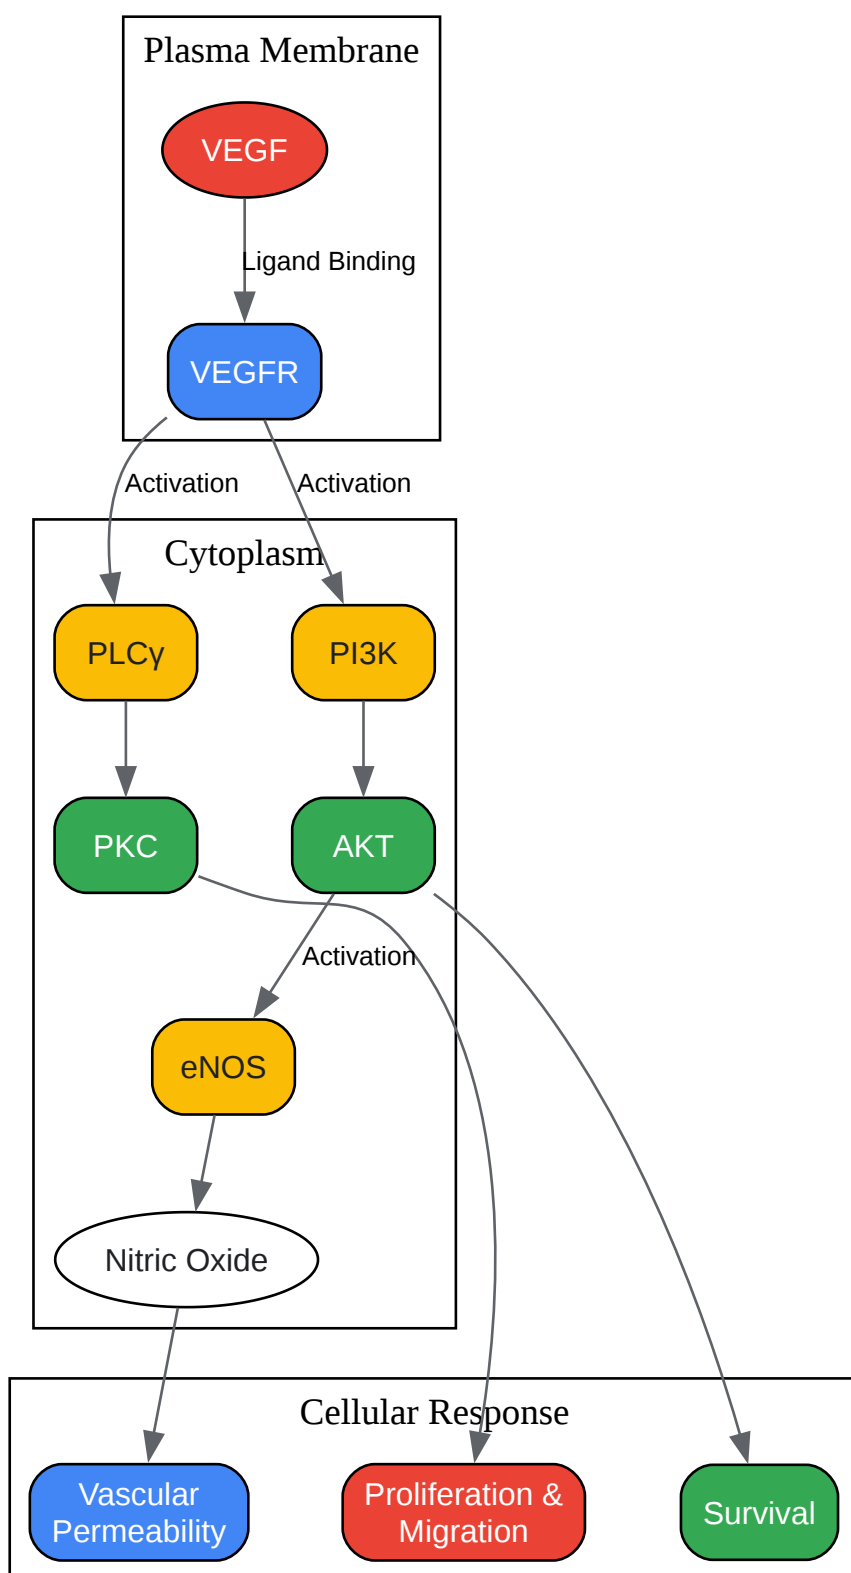 Plasma Membrane
VEGF
Ligand Binding
VEGFR
Activation
Activation
Cytoplasm
PLCγ
PI3K
PKC
AKT
Activation
eNOS
Nitric Oxide
Cellular Response
Vascular
Permeability
Proliferation &
Migration
Survival